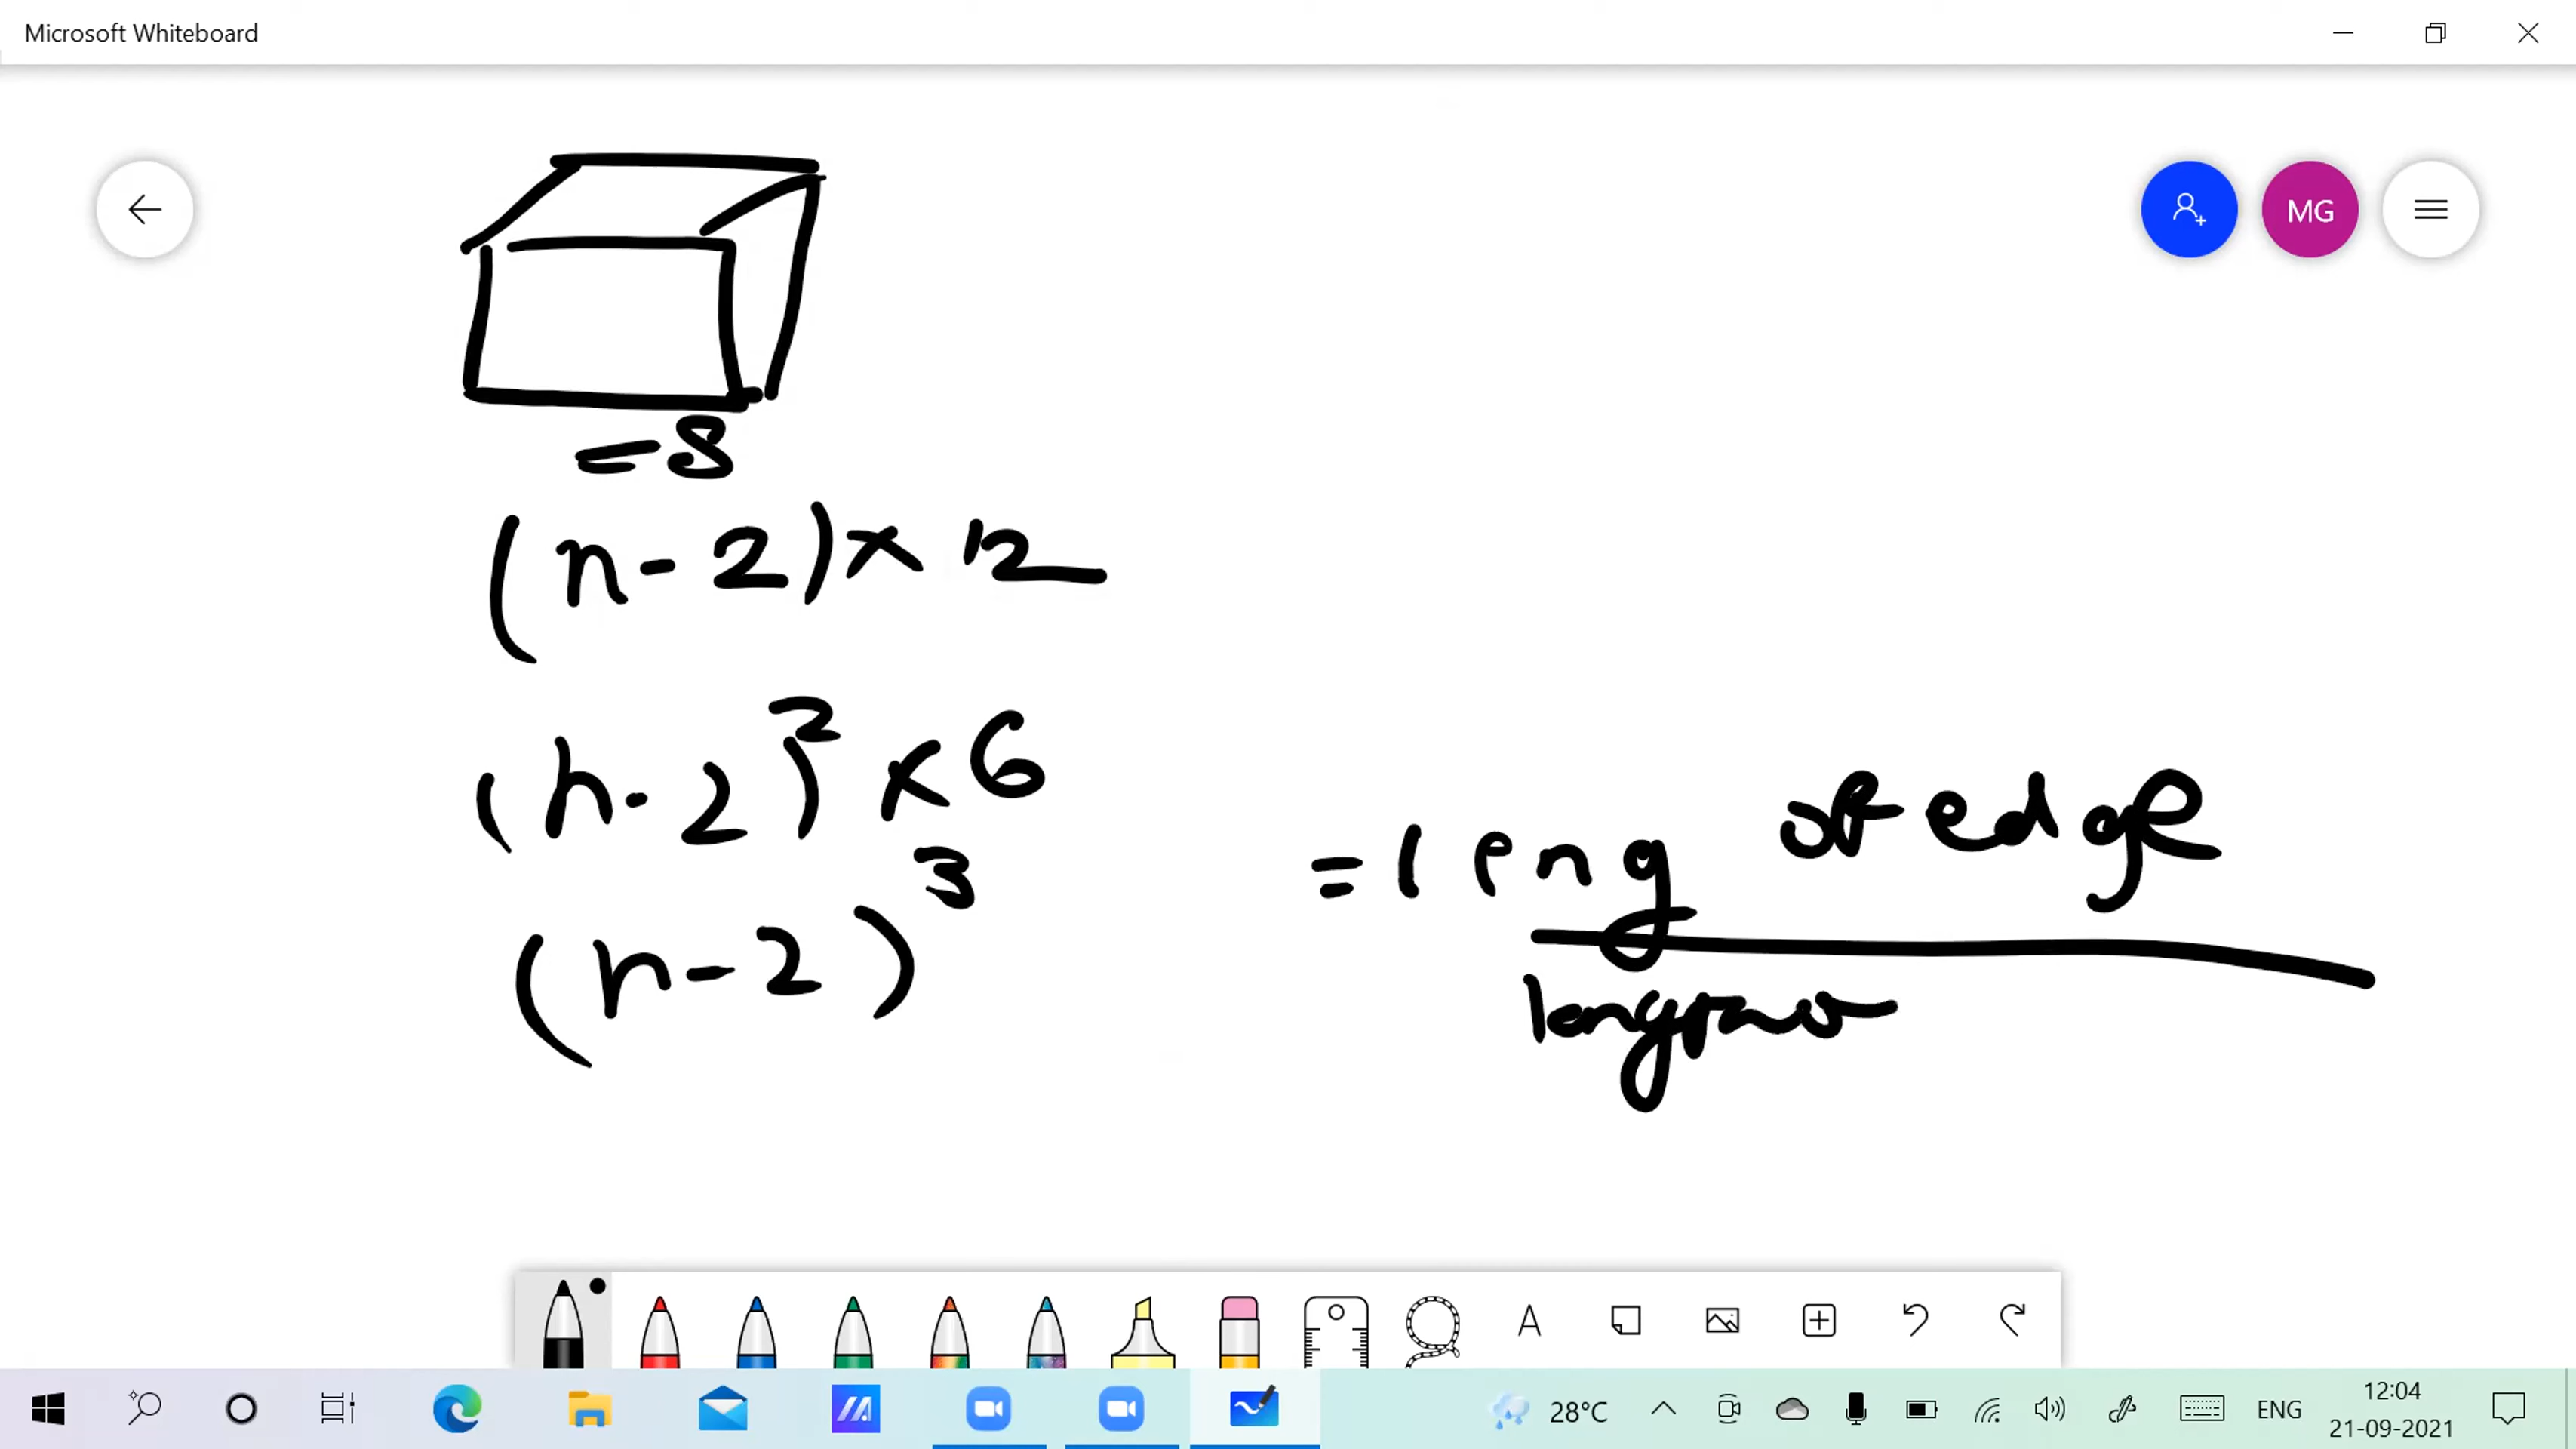 Microsoft Whiteboard
MG
= 8
(n - 2) × 12
(n - 2)² × 6
(n - 2)³
= leng of edge
A
28°C
ENG
12:04
21-09-2021